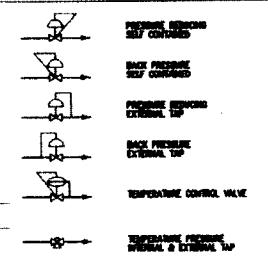 PRESSURE REDUCING
SELF CONTAINED
BACK PRESSURE
SELF CONTAINED
PRESSURE REDUCING
EXTERNAL TAP
BACK PRESSURE
EXTERNAL TAP
TEMPERATURE CONTROL VALVE
TEMPERATURE PRESSURE
INTERNAL & EXTERNAL TAP